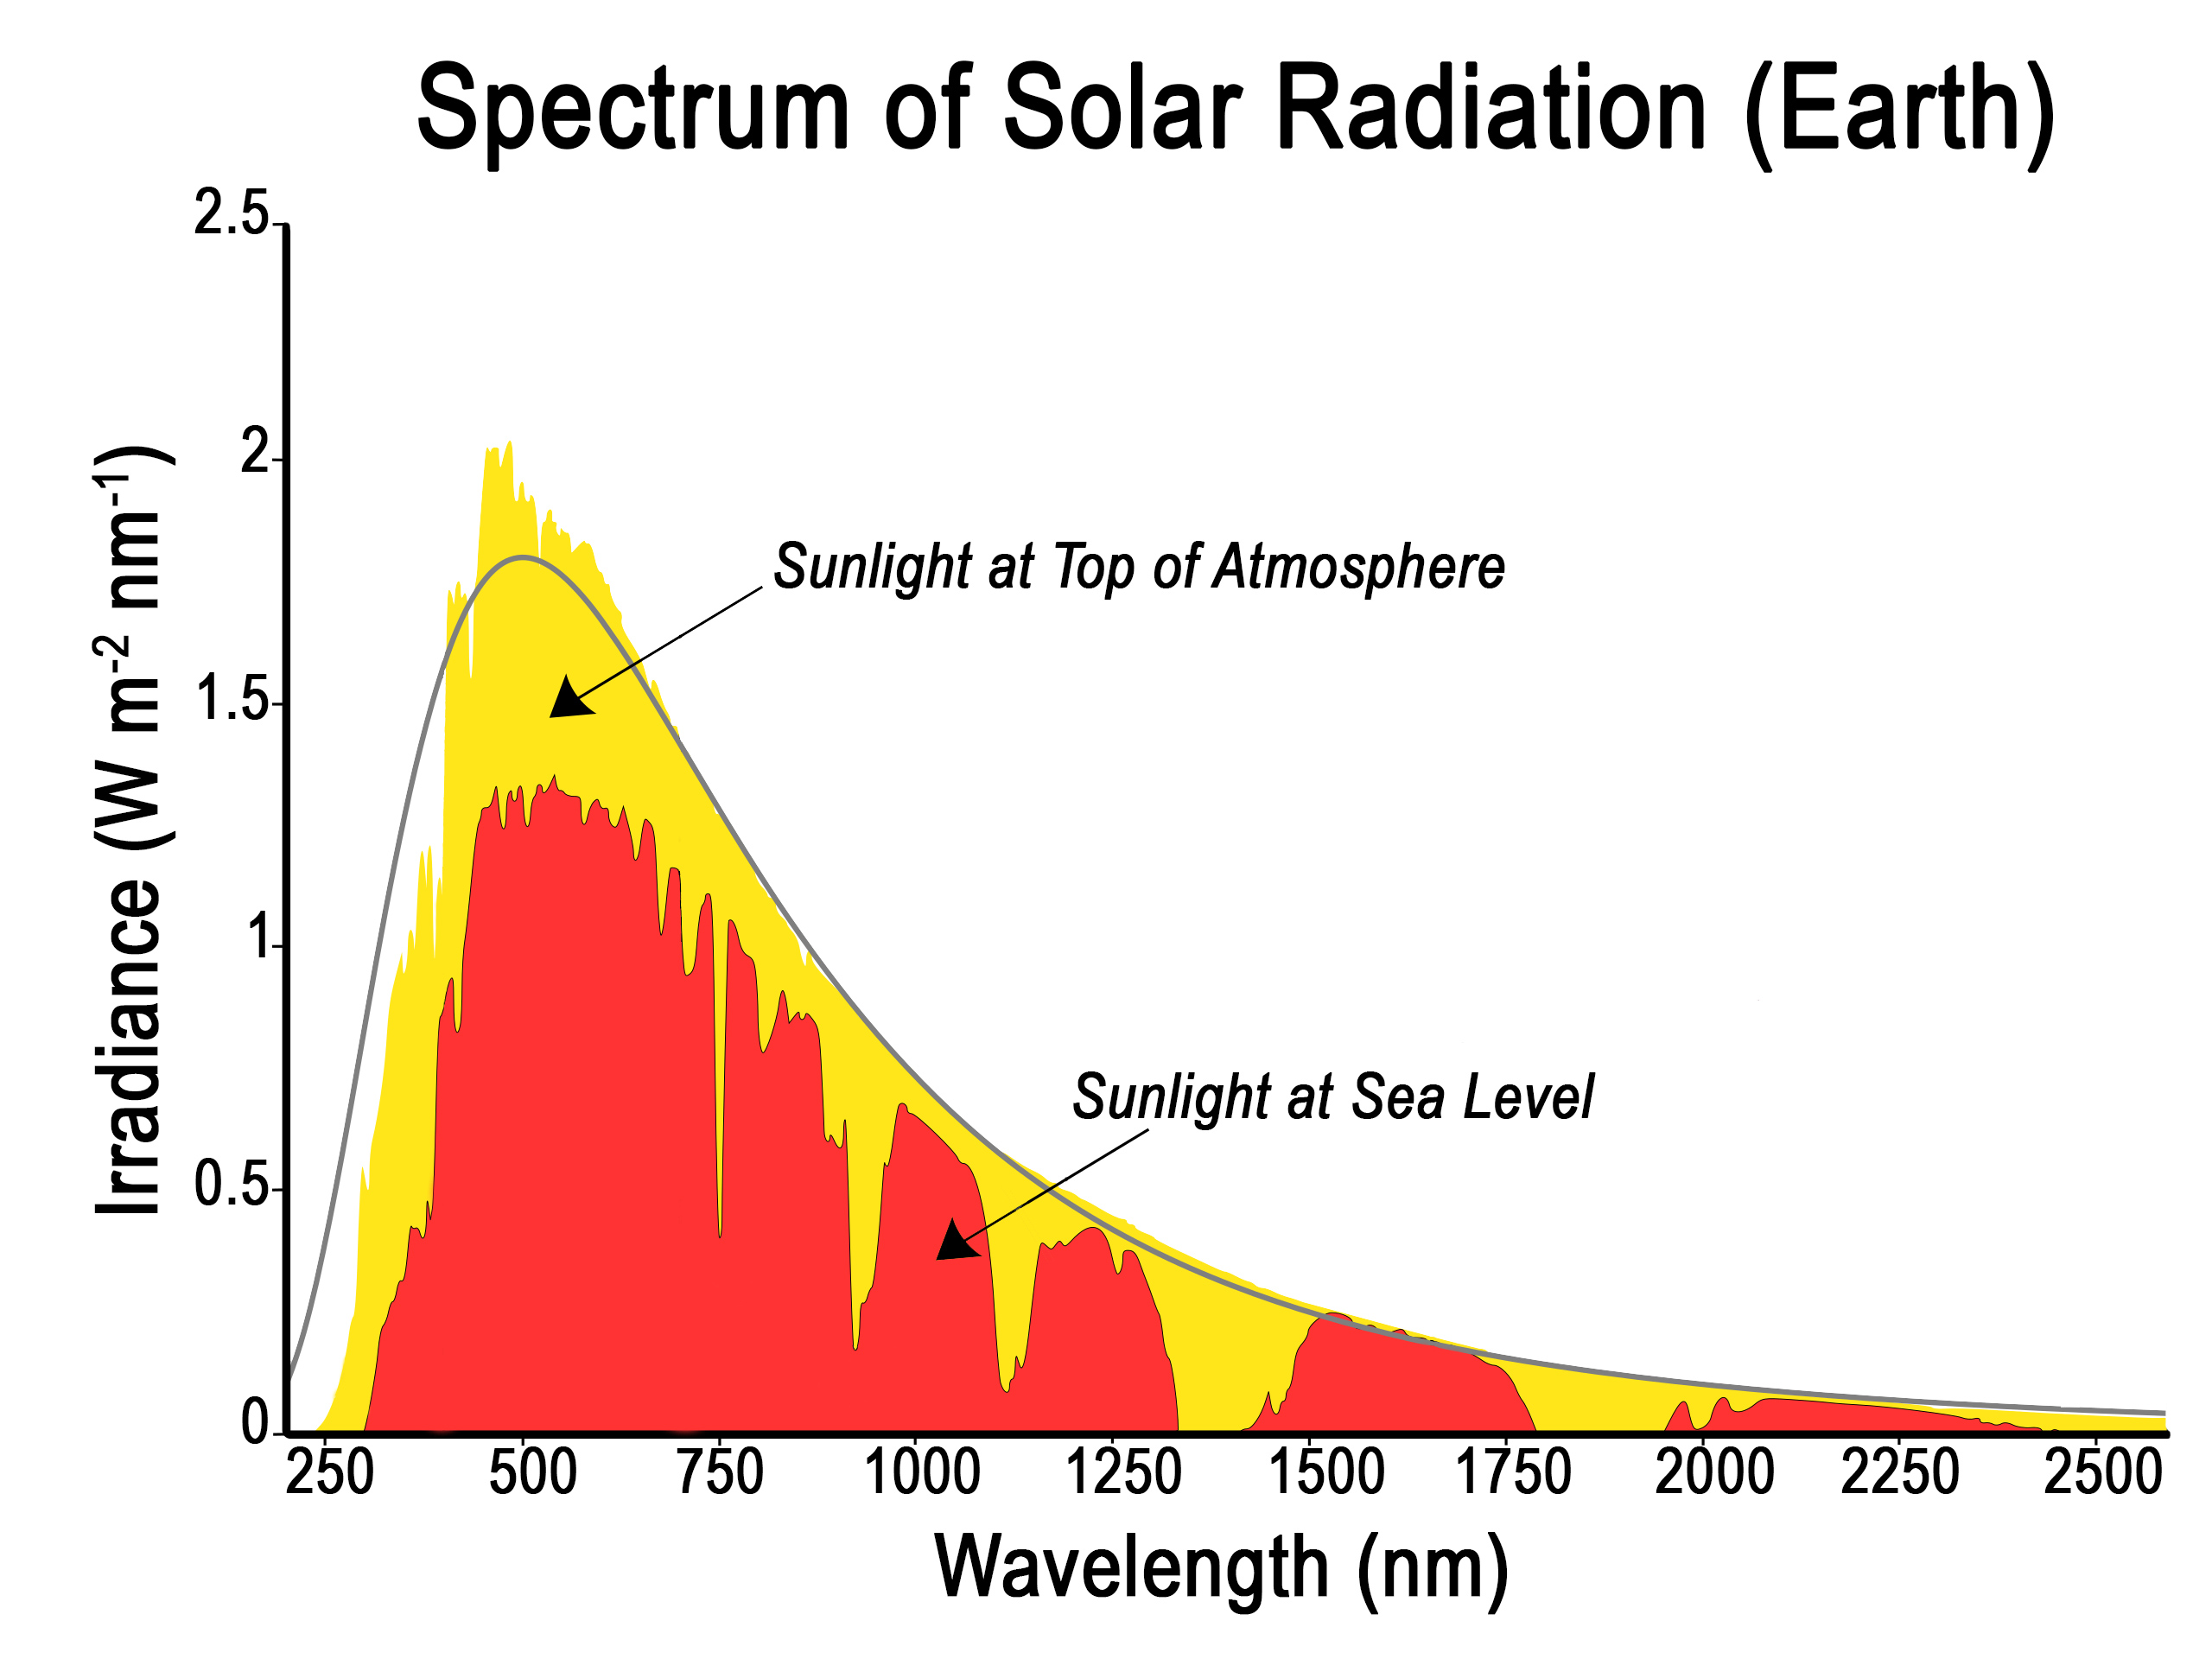 Spectrum of Solar Radiation (Earth)
2.5
2
1.5
1
0.5
0
Irradiance (W m-2 nm-1)
Sunlight at Top of Atmosphere
Sunlight at Sea Level
250 500 750 1000 1250 1500 1750 2000 2250 2500
Wavelength (nm)